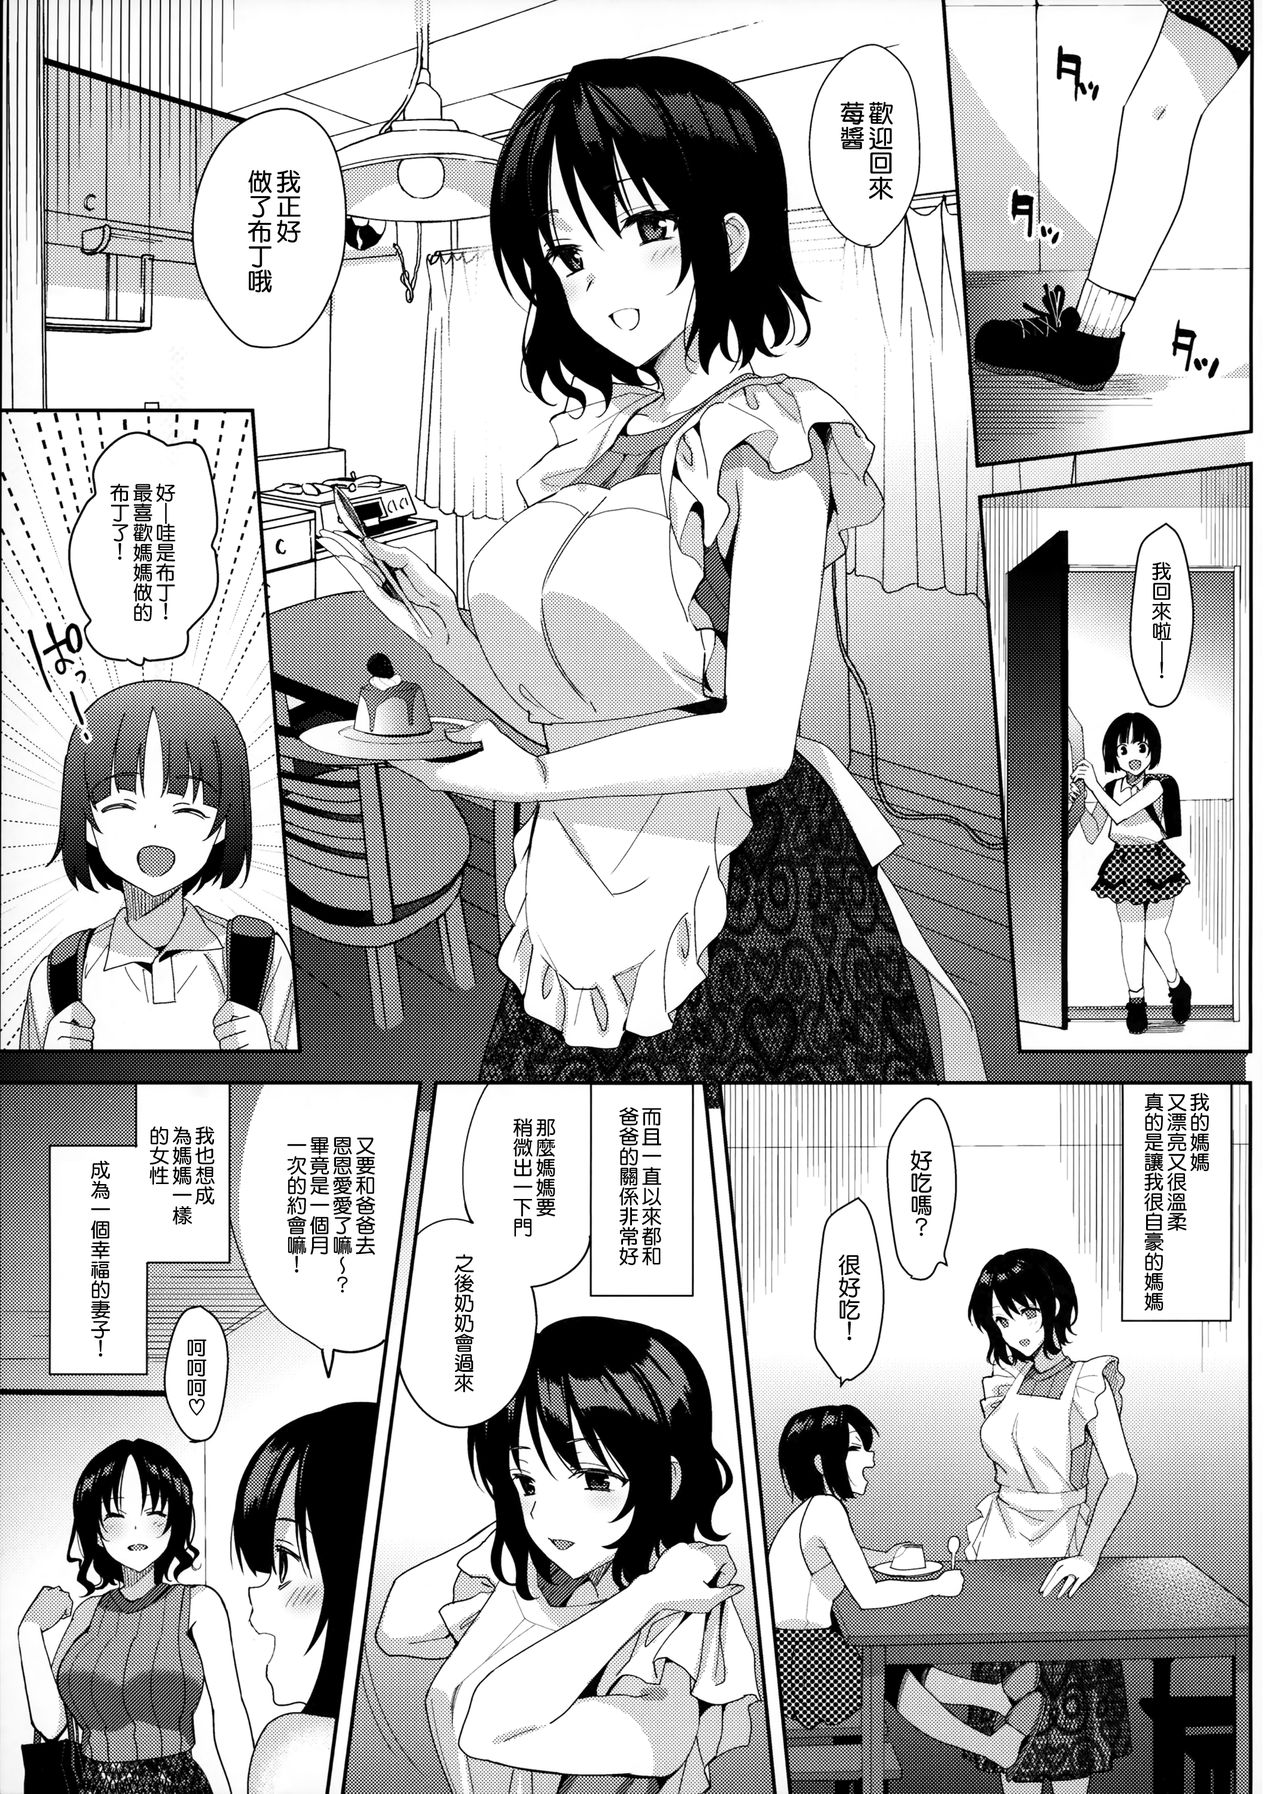 タッ
タッ
タッ
我回來啦—!
歡迎回來
莓醬
我正好
做了布丁哦
好—哇是布丁!
最喜歡媽媽做的
布丁了!
ぱっ—!
我的媽媽
又漂亮又很溫柔
真的是讓我很自豪的媽媽
好吃嗎?
很好吃!
而且一直以來都和
爸爸的關係非常好
那麼媽媽要
稍微出一下門
之後奶奶會過來
又要和爸爸去
恩恩愛愛了嘛～?
畢竟是一個月
一次的約會嘛!
呵呵呵♡
我也想成
為媽媽一樣
的女性
成為一個幸福的妻子!